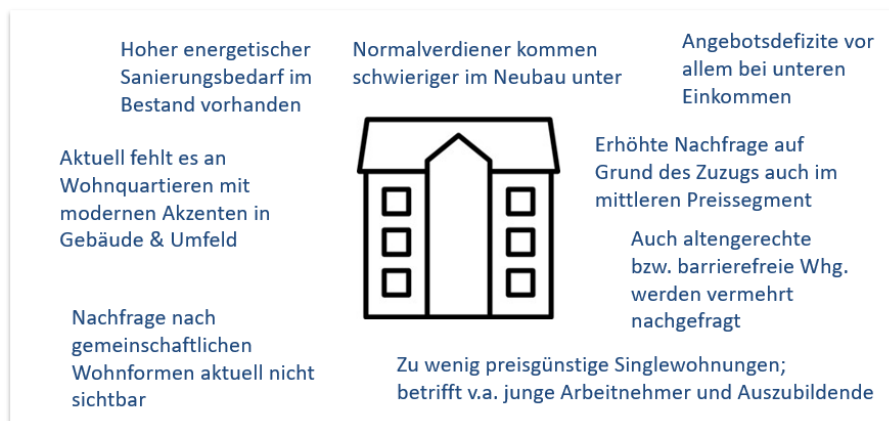 Hoher energetischer
Sanierungsbedarf im
Bestand vorhanden
Normalverdiener kommen
schwieriger im Neubau unter
Angebotsdefizite vor
allem bei unteren
Einkommen
Aktuell fehlt es an
Wohnquartieren mit
modernen Akzenten in
Gebäude & Umfeld
Erhöhte Nachfrage auf
Grund des Zuzugs auch im
mittleren Preissegment
Auch altengerechte
bzw. barrierefreie Whg.
werden vermehrt
nachgefragt
Nachfrage nach
gemeinschaftlichen
Wohnformen aktuell nicht
sichtbar
Zu wenig preisgünstige Singlewohnungen;
betrifft v.a. junge Arbeitnehmer und Auszubildende